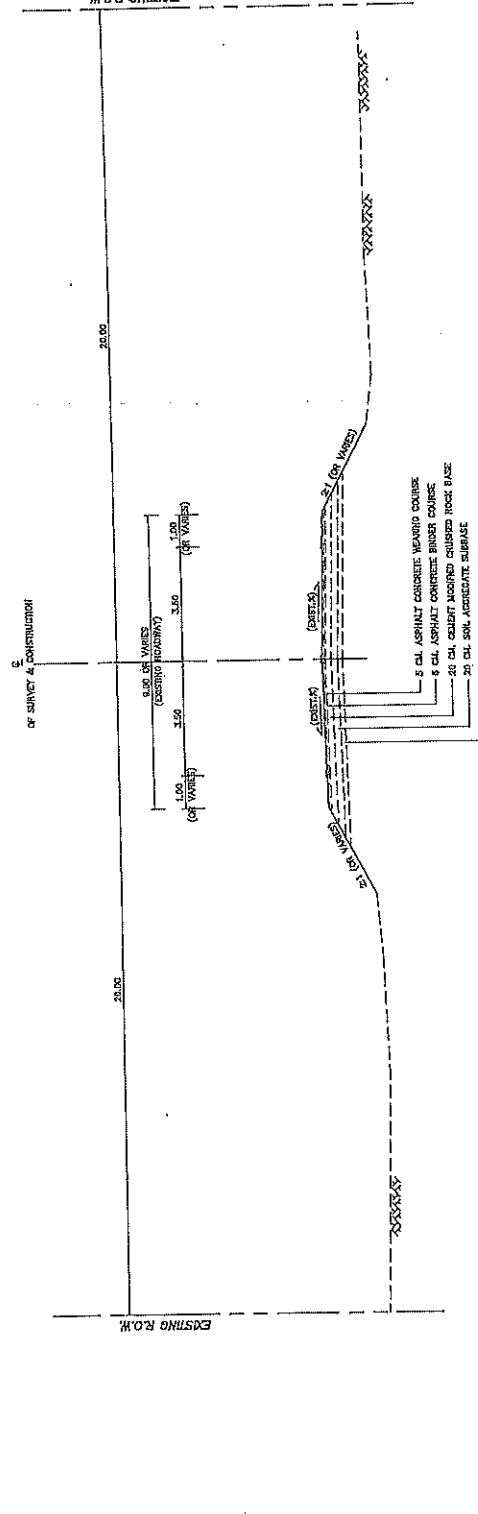 EXISTING R.O.W.
℄
OF SURVEY & CONSTRUCTION
20.00
20.00
9.00 OR VARIES
(EXISTING ROADWAY)
1.00
(OR VARIES)
3.50
3.50
1.00
(OR VARIES)
(EXIST.%)
(EXIST.%)
2:1 (OR VARIES)
2:1 (OR VARIES)
5 CM. ASPHALT CONCRETE WEARING COURSE
5 CM. ASPHALT CONCRETE BINDER COURSE
20 CM. CEMENT MODIFIED CRUSHED ROCK BASE
20 CM. SOIL AGGREGATE SUBBASE
EXISTING R.O.W.